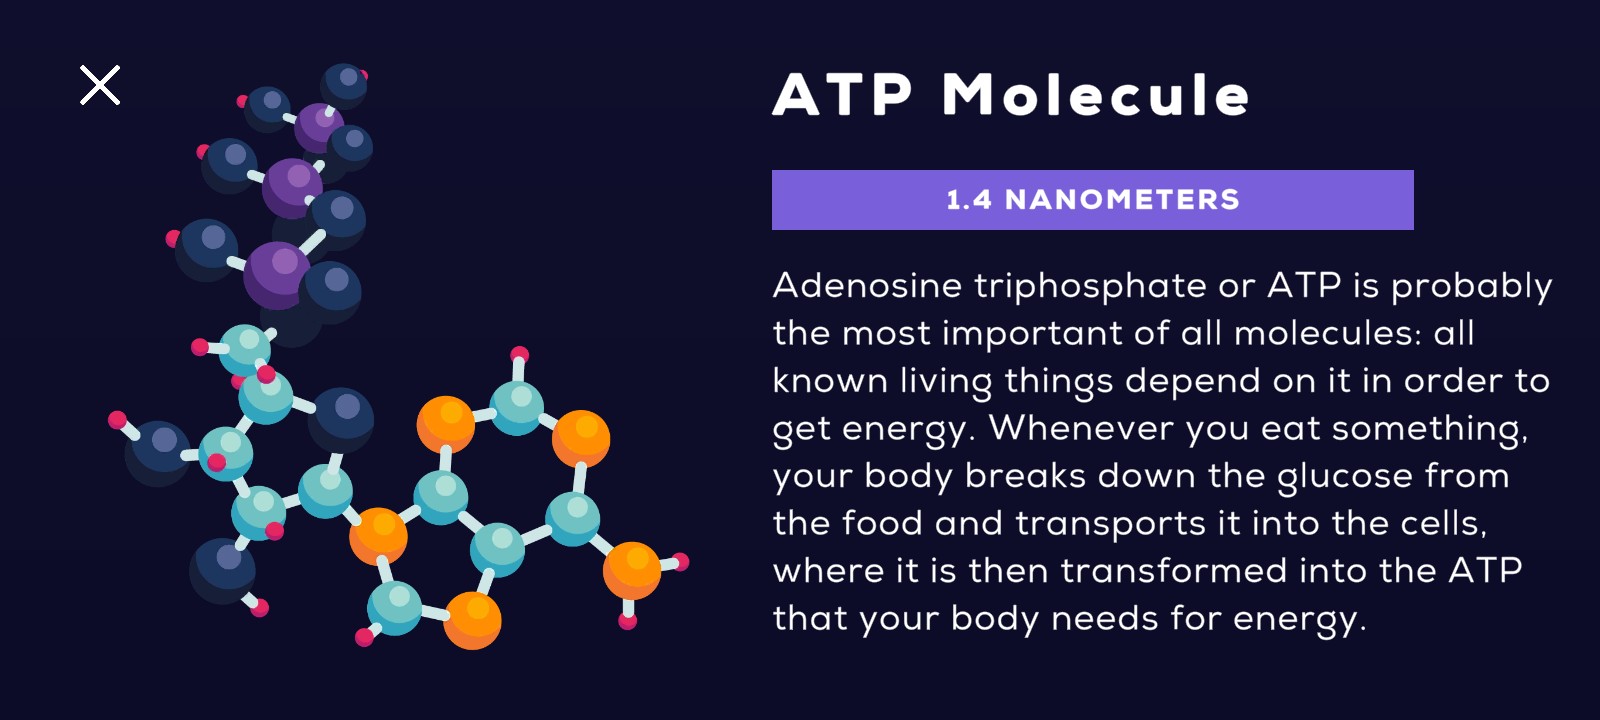 ATP Molecule
1.4 NANOMETERS
Adenosine triphosphate or ATP is probably
the most important of all molecules: all
known living things depend on it in order to
get energy. Whenever you eat something,
your body breaks down the glucose from
the food and transports it into the cells,
where it is then transformed into the ATP
that your body needs for energy.